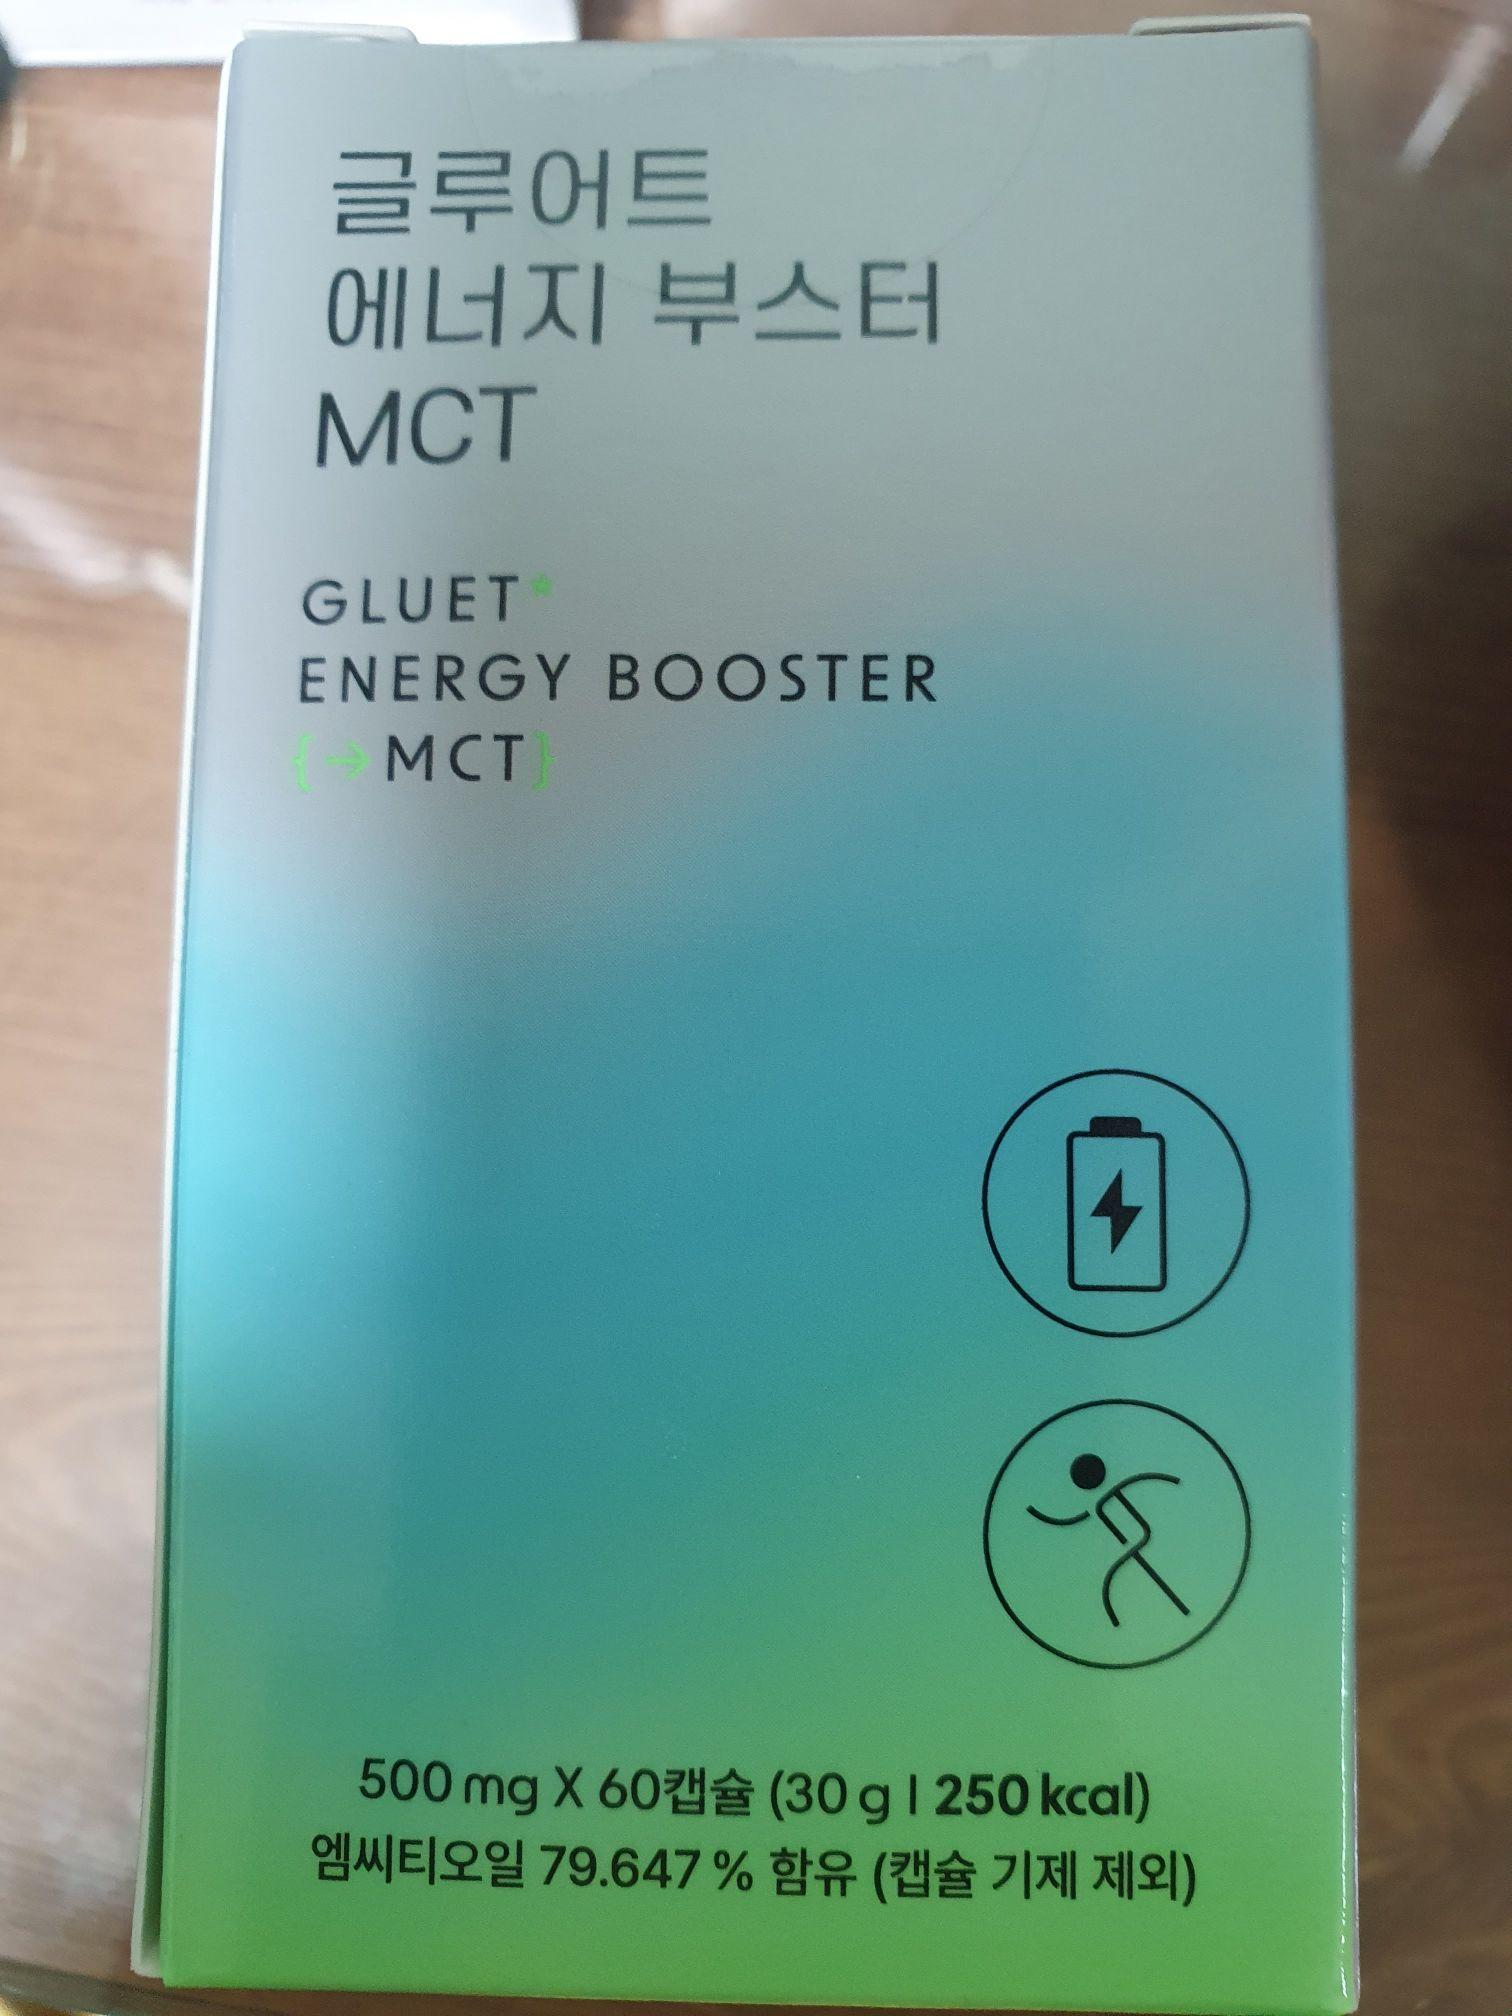 글루어트
에너지 부스터
MCT
GLUET*
ENERGY BOOSTER
{→MCT}
500 mg X 60캡슐 (30 g | 250 kcal)
엠씨티오일 79.647 % 함유 (캡슐 기제 제외)